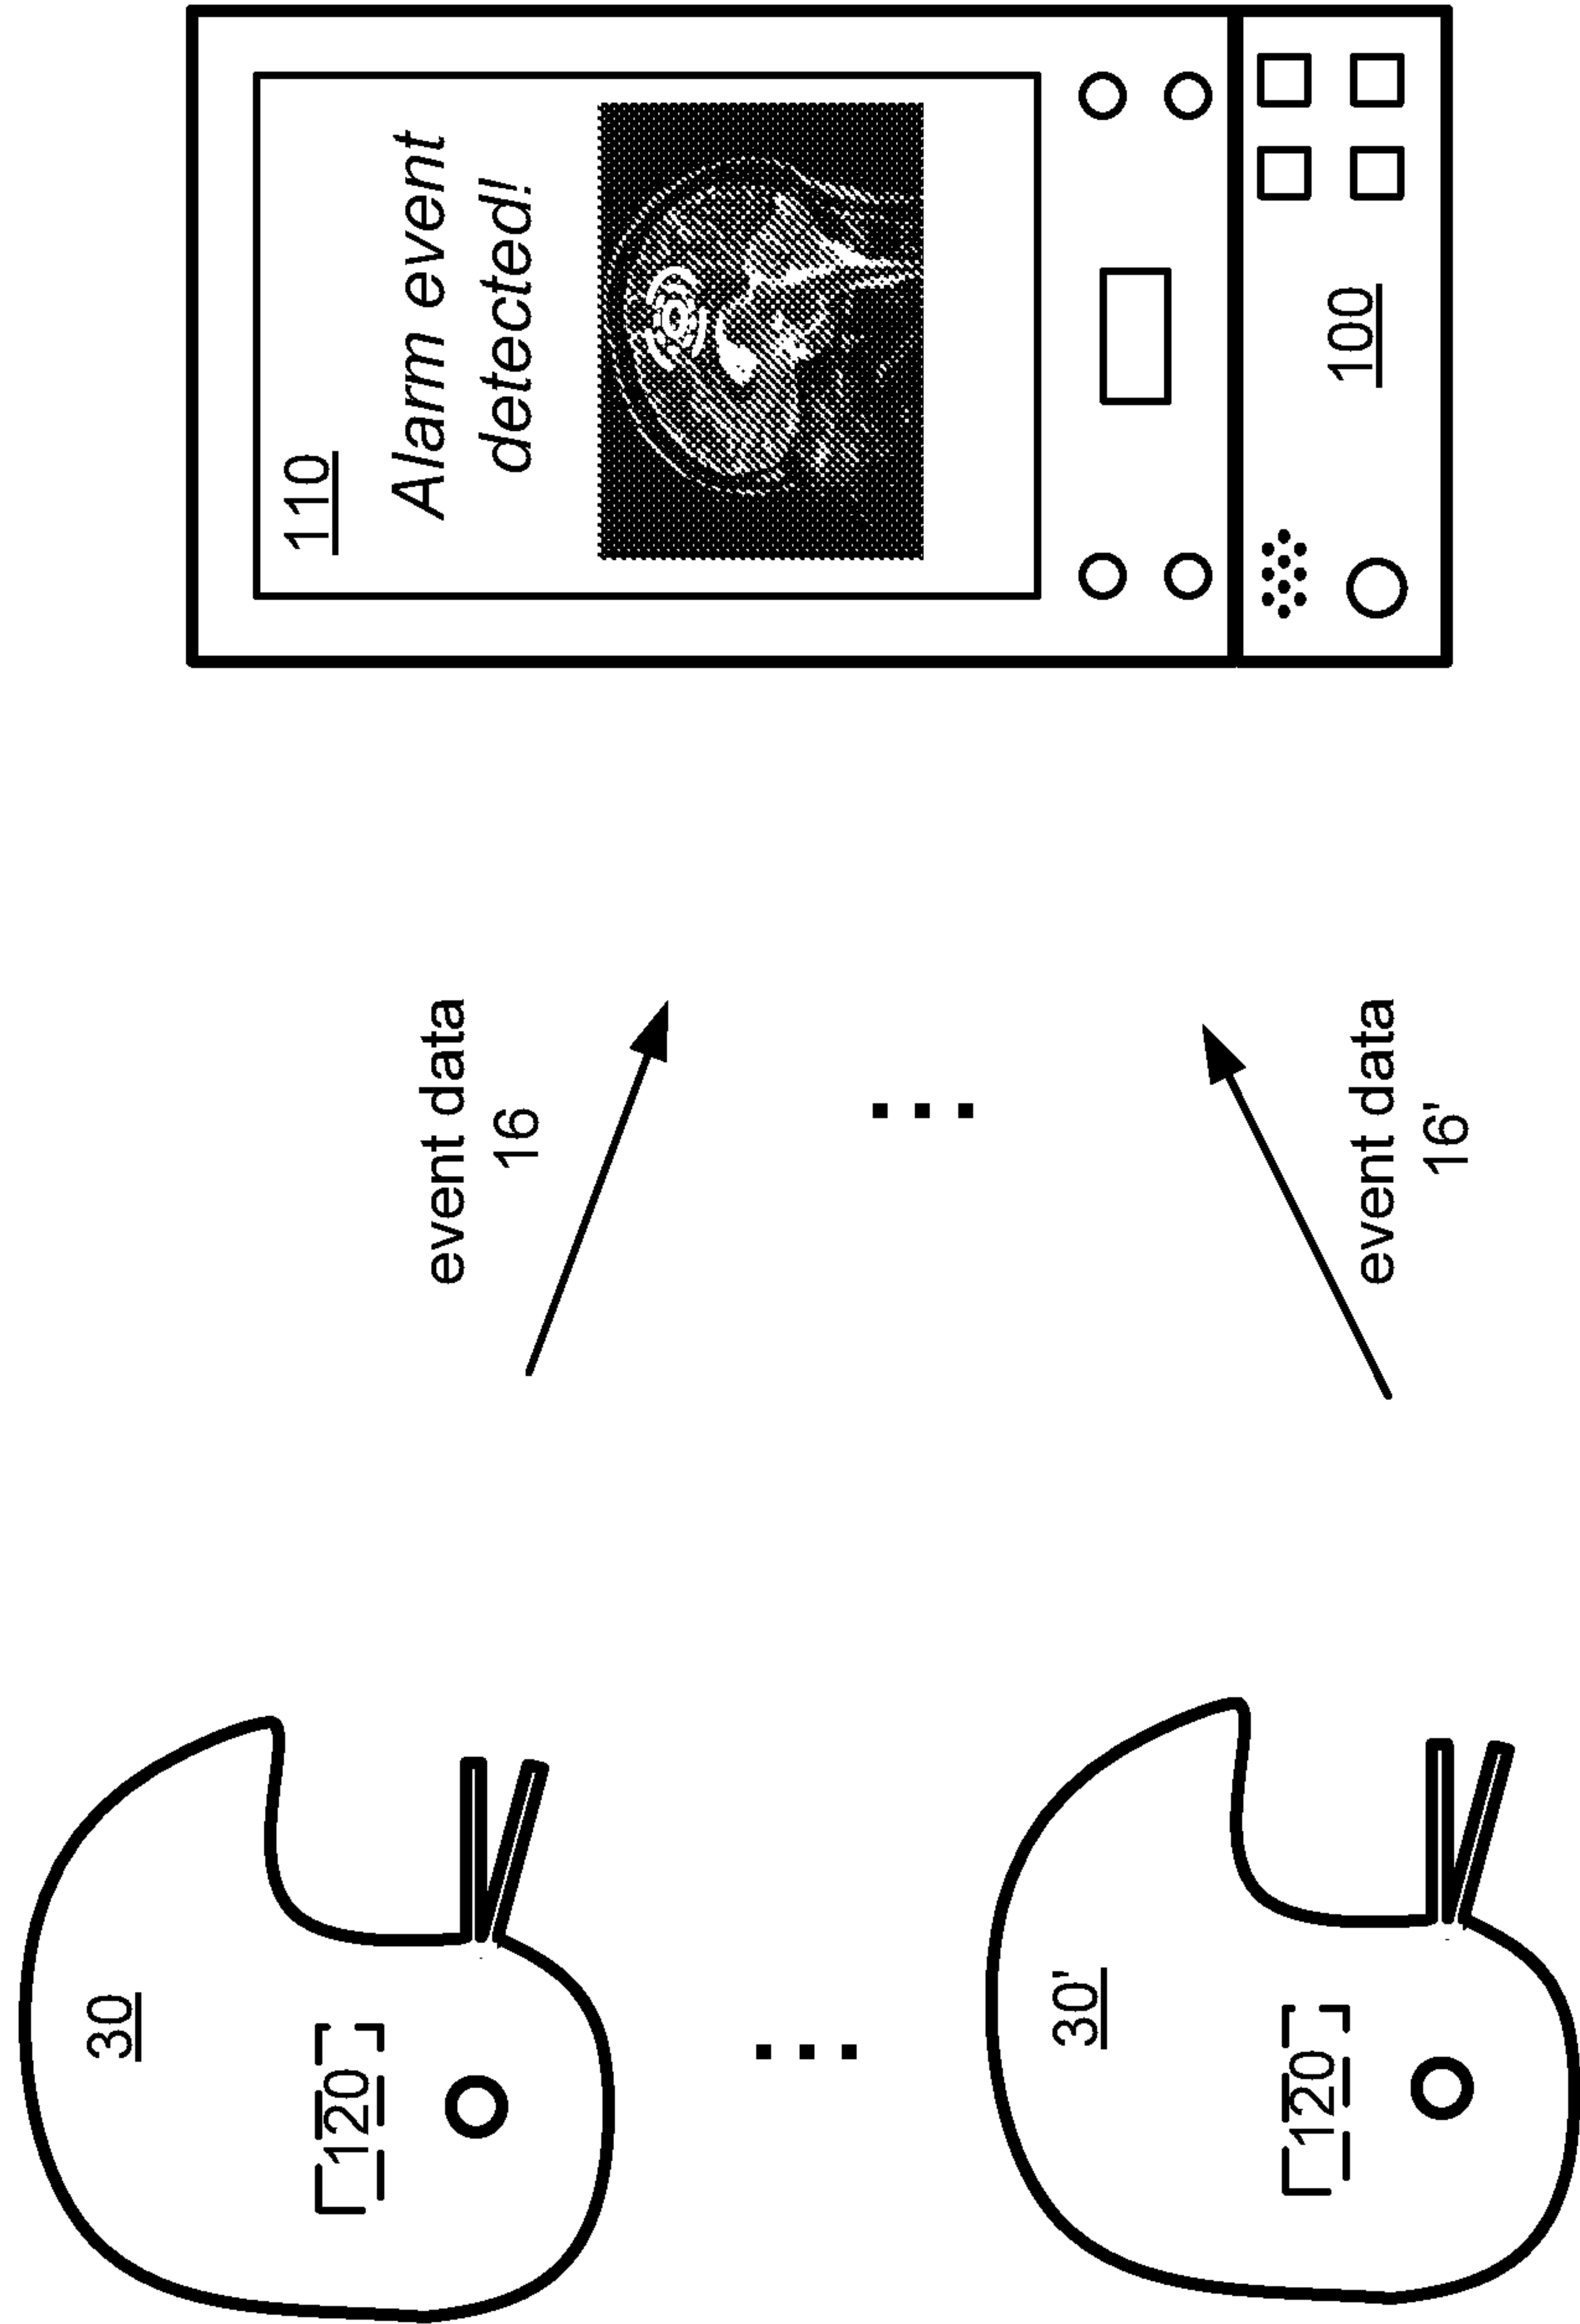 30
120
30'
120
event data
16
event data
16'
110
Alarm event
detected!
100